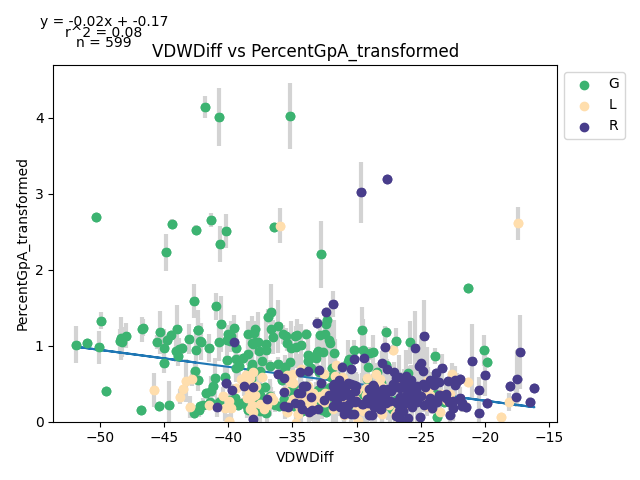 y = -0.02x + -0.17
r^2 = 0.08
n = 599
VDWDiff vs PercentGpA_transformed
G
L
R
PercentGpA_transformed
4
3
2
1
0
−50
−45
−40
−35
−30
−25
−20
−15
VDWDiff